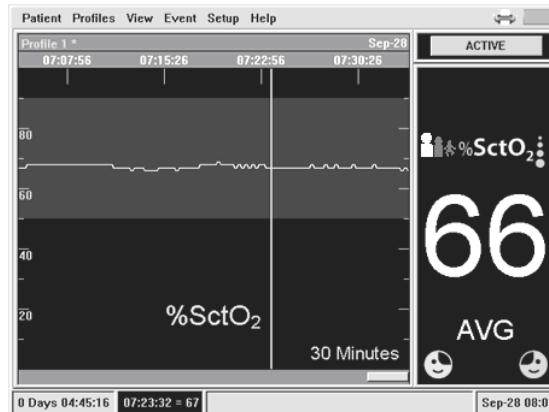 Patient Profiles View Event Setup Help
Profile 1 * Sep-28
07:07:56 07:15:26 07:22:56 07:30:26
ACTIVE
80
60
40
20
%SctO₂
30 Minutes
%SctO₂
66
AVG
0 Days 04:45:16 07:23:32 = 67 Sep-28 08:0